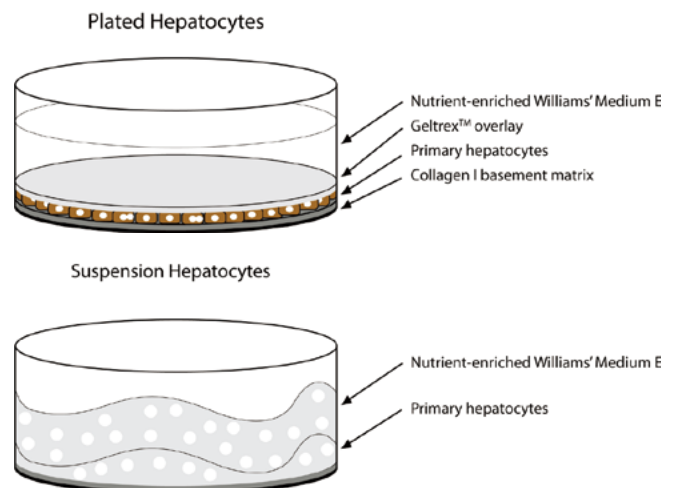 Plated Hepatocytes
Nutrient-enriched Williams' Medium E
Geltrex™ overlay
Primary hepatocytes
Collagen I basement matrix
Suspension Hepatocytes
Nutrient-enriched Williams' Medium E
Primary hepatocytes